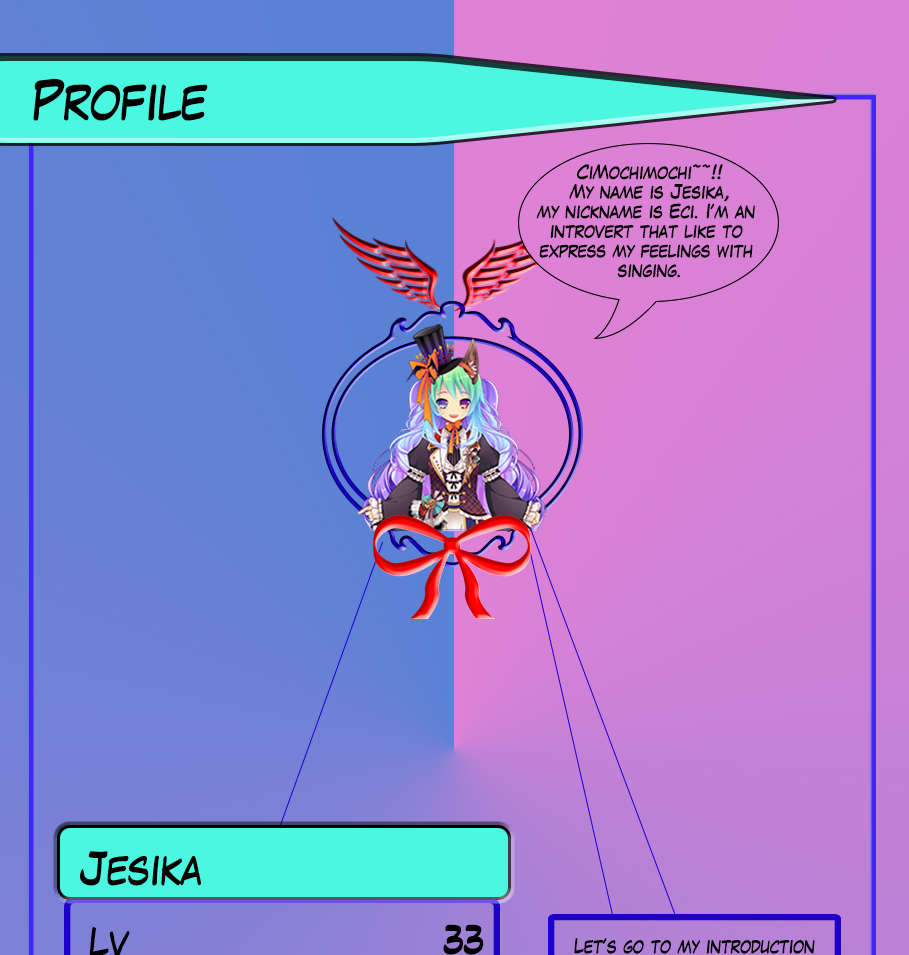 Profile
CiMochimochi~~!!
My name is Jesika,
my nickname is Eci. I'm an
introvert that like to
express my feelings with
singing.
Jesika
Lv 33
Let's go to my introduction